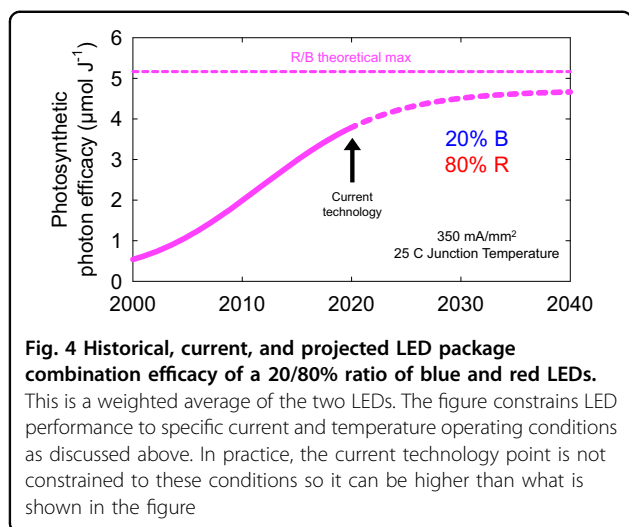 6
5
4
3
2
1
0
Photosynthetic
photon efficacy (μmol J⁻¹)
R/B theoretical max
20% B
80% R
Current
technology
350 mA/mm²
25 C Junction Temperature
2000 2010 2020 2030 2040
Fig. 4 Historical, current, and projected LED package
combination efficacy of a 20/80% ratio of blue and red LEDs.
This is a weighted average of the two LEDs. The figure constrains LED
performance to specific current and temperature operating conditions
as discussed above. In practice, the current technology point is not
constrained to these conditions so it can be higher than what is
shown in the figure